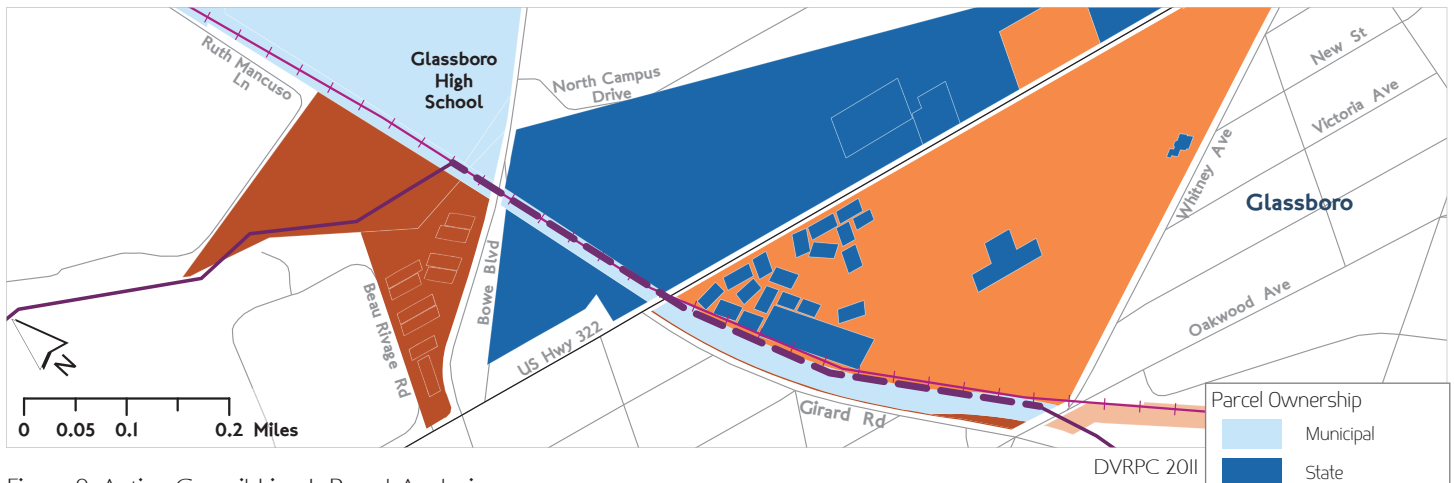 Ruth Mancuso
Ln
Glassboro
High
School
North Campus
Drive
New St
Victoria Ave
Whitney Ave
Glassboro
Oakwood Ave
Bowe Blvd
Beau Rivage Rd
US Hwy 322
Girard Rd
N
0 0.05 0.1 0.2 Miles
Parcel Ownership
Municipal
State
DVRPC 2011